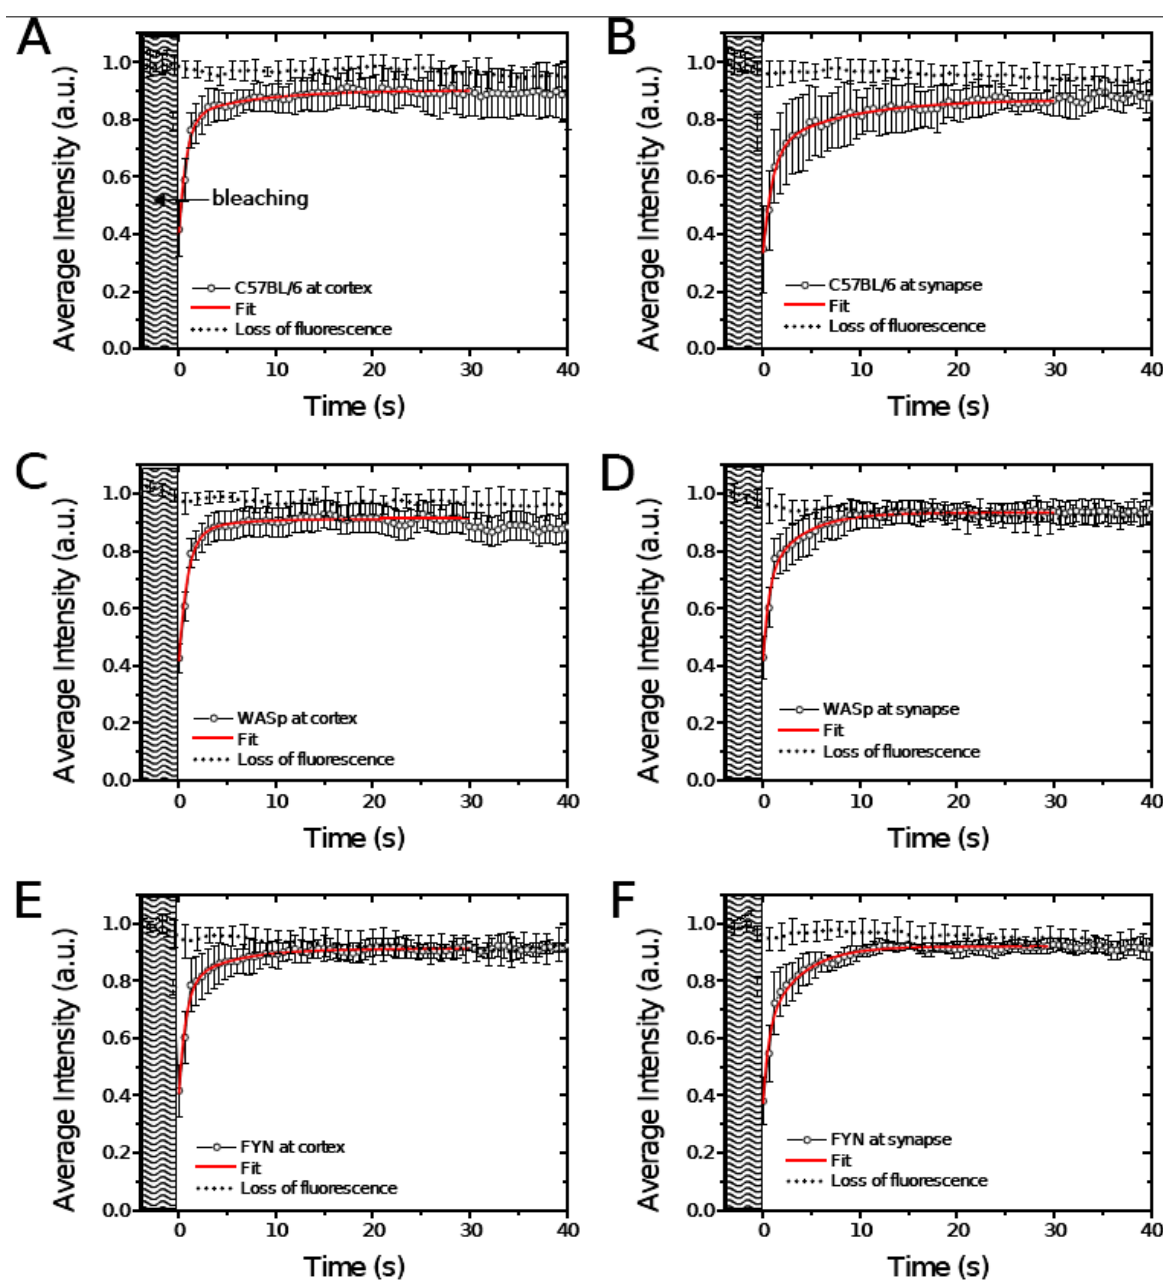 A
Average Intensity (a.u.)
1.0
0.8
0.6
0.4
0.2
0.0
bleaching
C57BL/6 at cortex
Fit
Loss of fluorescence
0 10 20 30 40
Time (s)
B
Average Intensity (a.u.)
1.0
0.8
0.6
0.4
0.2
0.0
C57BL/6 at synapse
Fit
Loss of fluorescence
0 10 20 30 40
Time (s)
C
Average Intensity (a.u.)
1.0
0.8
0.6
0.4
0.2
0.0
WASp at cortex
Fit
Loss of fluorescence
0 10 20 30 40
Time (s)
D
Average Intensity (a.u.)
1.0
0.8
0.6
0.4
0.2
0.0
WASp at synapse
Fit
Loss of fluorescence
0 10 20 30 40
Time (s)
E
Average Intensity (a.u.)
1.0
0.8
0.6
0.4
0.2
0.0
FYN at cortex
Fit
Loss of fluorescence
0 10 20 30 40
Time (s)
F
Average Intensity (a.u.)
1.0
0.8
0.6
0.4
0.2
0.0
FYN at synapse
Fit
Loss of fluorescence
0 10 20 30 40
Time (s)